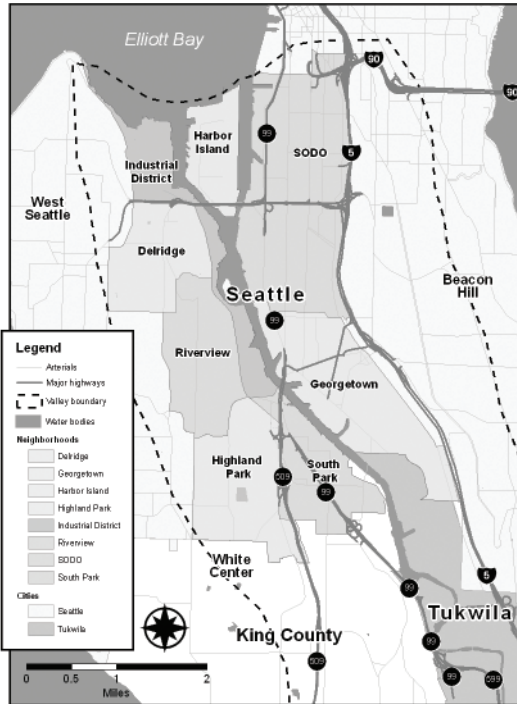 Elliott Bay
90
90
99
Harbor
Island
SODO
5
Industrial
District
West
Seattle
Delridge
Beacon
Hill
Seattle
99
Riverview
Georgetown
Legend
Arterials
Major highways
Valley boundary
Water bodies
Neighborhoods
Delridge
Georgetown
Harbor Island
Highland Park
Industrial District
Riverview
SODO
South Park
Cities
Seattle
Tukwila
Highland
Park
South
Park
509
99
White
Center
5
99
Tukwila
King County
99
509
99
599
0
0.5
1
2
Miles